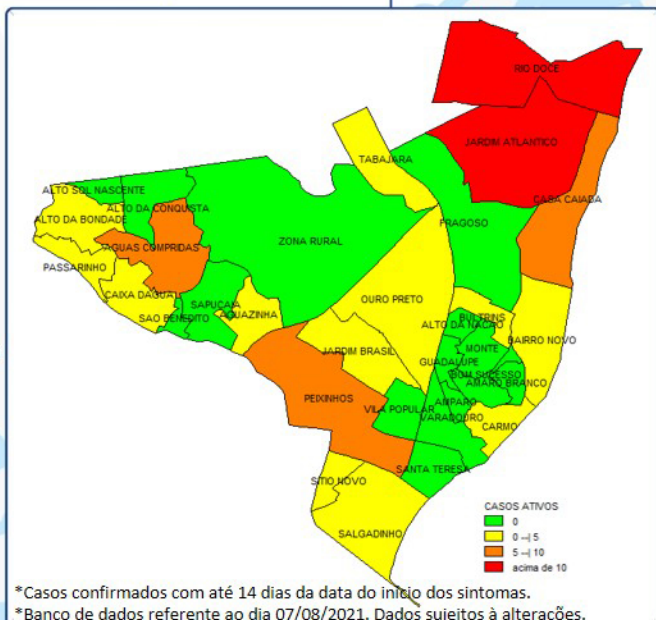 RIO DOCE
JARDIM ATLANTICO
TABAJARA
CASA CAIADA
ALTO SOL NASCENTE
ALTO DA CONQUISTA
ALTO DA BONDADE
FRAGOSO
ZONA RURAL
AGUAS COMPRIDAS
PASSARINHO
CAIXA DAGUA
OURO PRETO
SAPUCAIA
SAO BENEDITO
AGUAZINHA
BULTRINS
ALTO DA NACAO
BAIRRO NOVO
JARDIM BRASIL
MONTE
GUADALUPE
BOM SUCESSO
AMARO BRANCO
PEIXINHOS
AMPARO
VILA POPULAR
VARADOURO
CARMO
SANTA TERESA
SITIO NOVO
SALGADINHO
CASOS ATIVOS
0
0 --| 5
5 --| 10
acima de 10
*Casos confirmados com até 14 dias da data do início dos sintomas.
*Banco de dados referente ao dia 07/08/2021. Dados sujeitos à alterações.